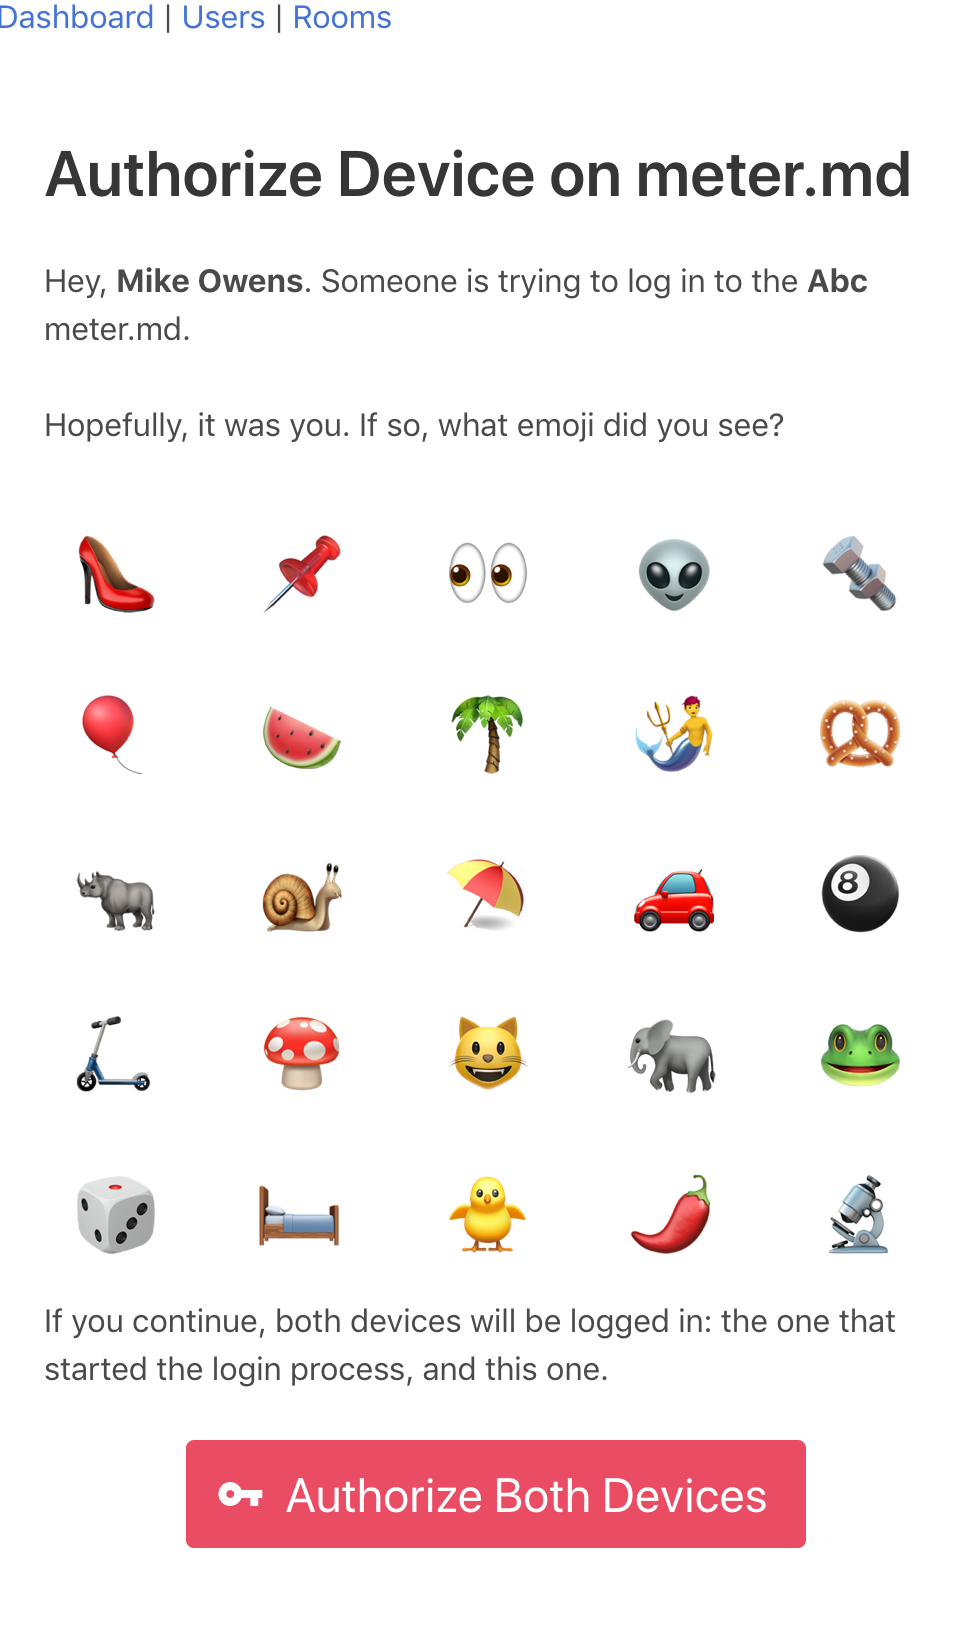 Dashboard | Users | Rooms
Authorize Device on meter.md
Hey, Mike Owens. Someone is trying to log in to the Abc
meter.md.
Hopefully, it was you. If so, what emoji did you see?
8
If you continue, both devices will be logged in: the one that
started the login process, and this one.
Authorize Both Devices